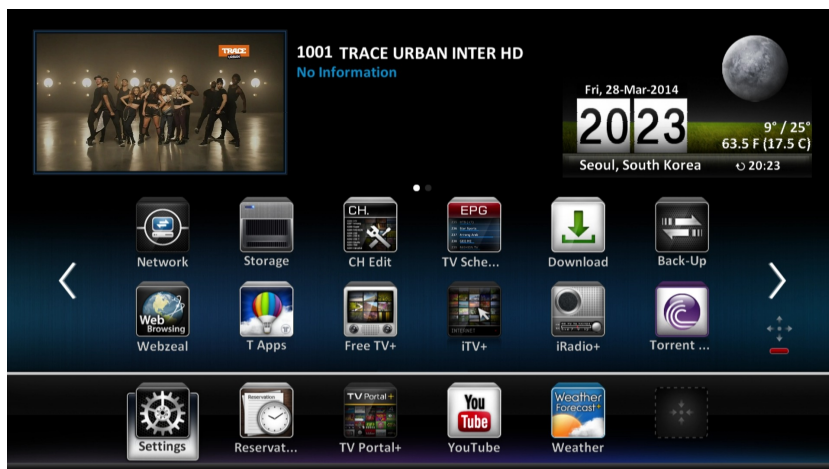 TRACE
1001 TRACE URBAN INTER HD
No Information
Fri, 28-Mar-2014
20 23
9° / 25°
63.5 F (17.5 C)
Seoul, South Korea
20:23
CH.
EPG
Network
Storage
CH Edit
TV Sche...
Download
Back-Up
Web
Browsing
INTERNET
Webzeal
T Apps
Free TV+
iTV+
iRadio+
Torrent ...
Reservation
TV Portal+
You
Tube
Weather
Forecast+
Settings
Reservat...
TV Portal+
YouTube
Weather